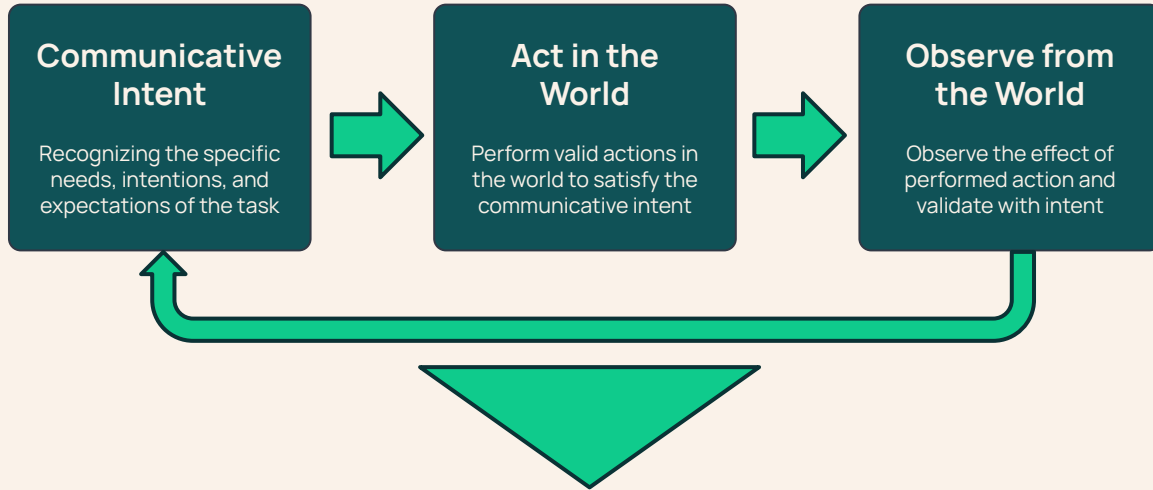 Communicative
Intent
Recognizing the specific
needs, intentions, and
expectations of the task
Act in the
World
Perform valid actions in
the world to satisfy the
communicative intent
Observe from
the World
Observe the effect of
performed action and
validate with intent